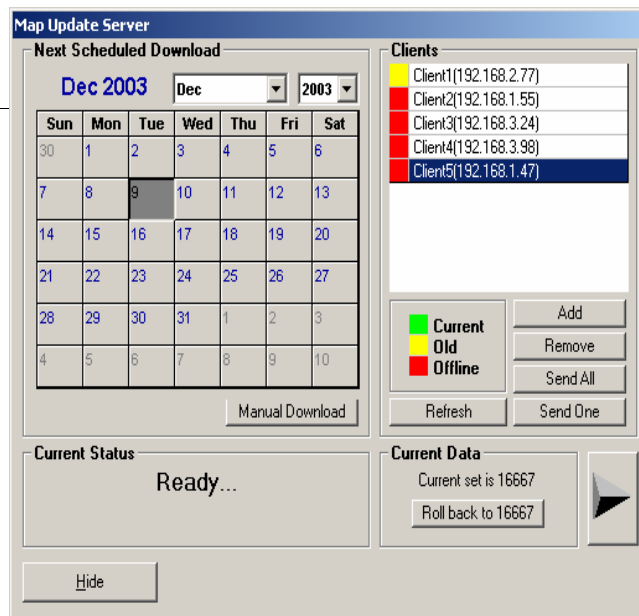 Map Update Server
Next Scheduled Download
Dec 2003
Dec
2003
Sun Mon Tue Wed Thu Fri Sat
30 1 2 3 4 5 6
7 8 9 10 11 12 13
14 15 16 17 18 19 20
21 22 23 24 25 26 27
28 29 30 31 1 2 3
4 5 6 7 8 9 10
Manual Download
Clients
Client1(192.168.2.77)
Client2(192.168.1.55)
Client3(192.168.3.24)
Client4(192.168.3.98)
Client5(192.168.1.47)
Current
Old
Offline
Add
Remove
Send All
Refresh
Send One
Current Status
Ready...
Current Data
Current set is 16667
Roll back to 16667
Hide